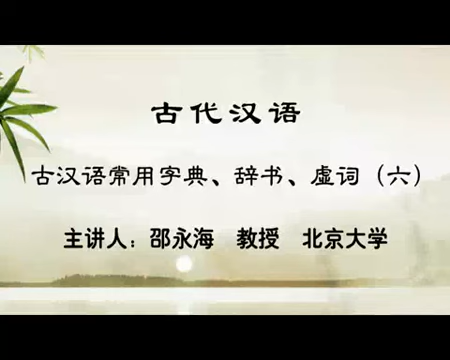 古代汉语
古汉语常用字典、辞书、虚词（六）
主讲人：邵永海 教授 北京大学